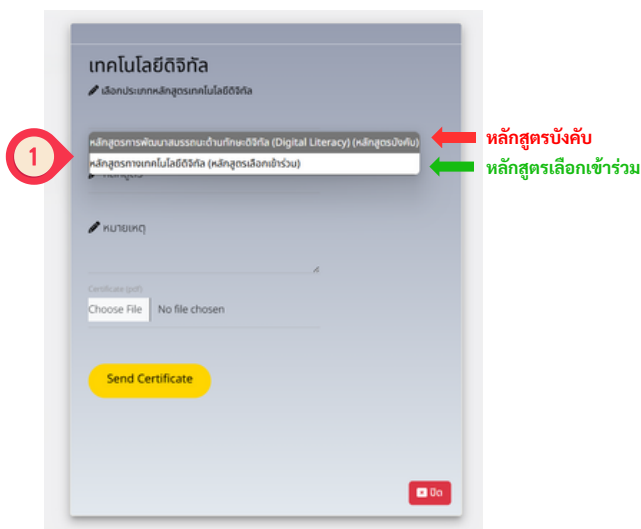 เทคโนโลยีดิจิทัล
เลือกประเภทหลักสูตรเทคโนโลยีดิจิทัล
หลักสูตรการพัฒนาสมรรถนะด้านทักษะดิจิทัล (Digital Literacy) (หลักสูตรบังคับ)
หลักสูตรบังคับ
1
หลักสูตรทางเทคโนโลยีดิจิทัล (หลักสูตรเลือกเข้าร่วม)
หลักสูตรเลือกเข้าร่วม
หลักสูตร
หมายเหตุ
Certificate (pdf)
Choose File No file chosen
Send Certificate
ปิด